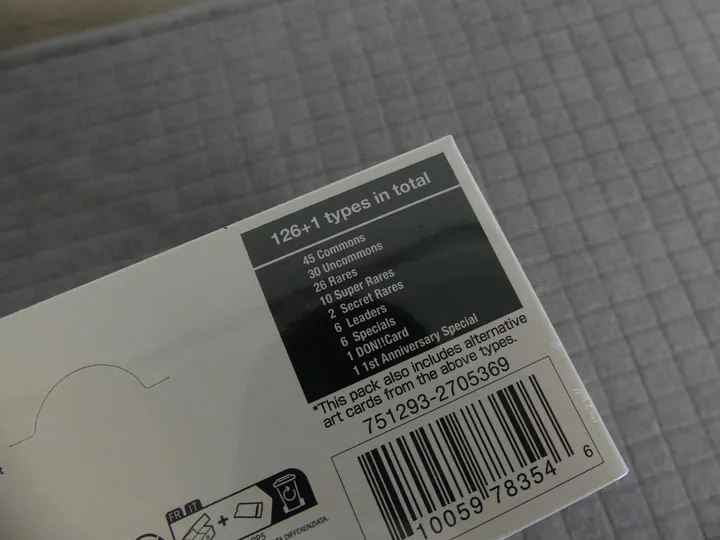 126+1 types in total
45 Commons
30 Uncommons
26 Rares
10 Super Rares
2 Secret Rares
6 Leaders
6 Specials
1 DON!!Card
1 1st Anniversary Special
*This pack also includes alternative
art cards from the above types.
751293-2705369
10059 78354 6
FR IT
+